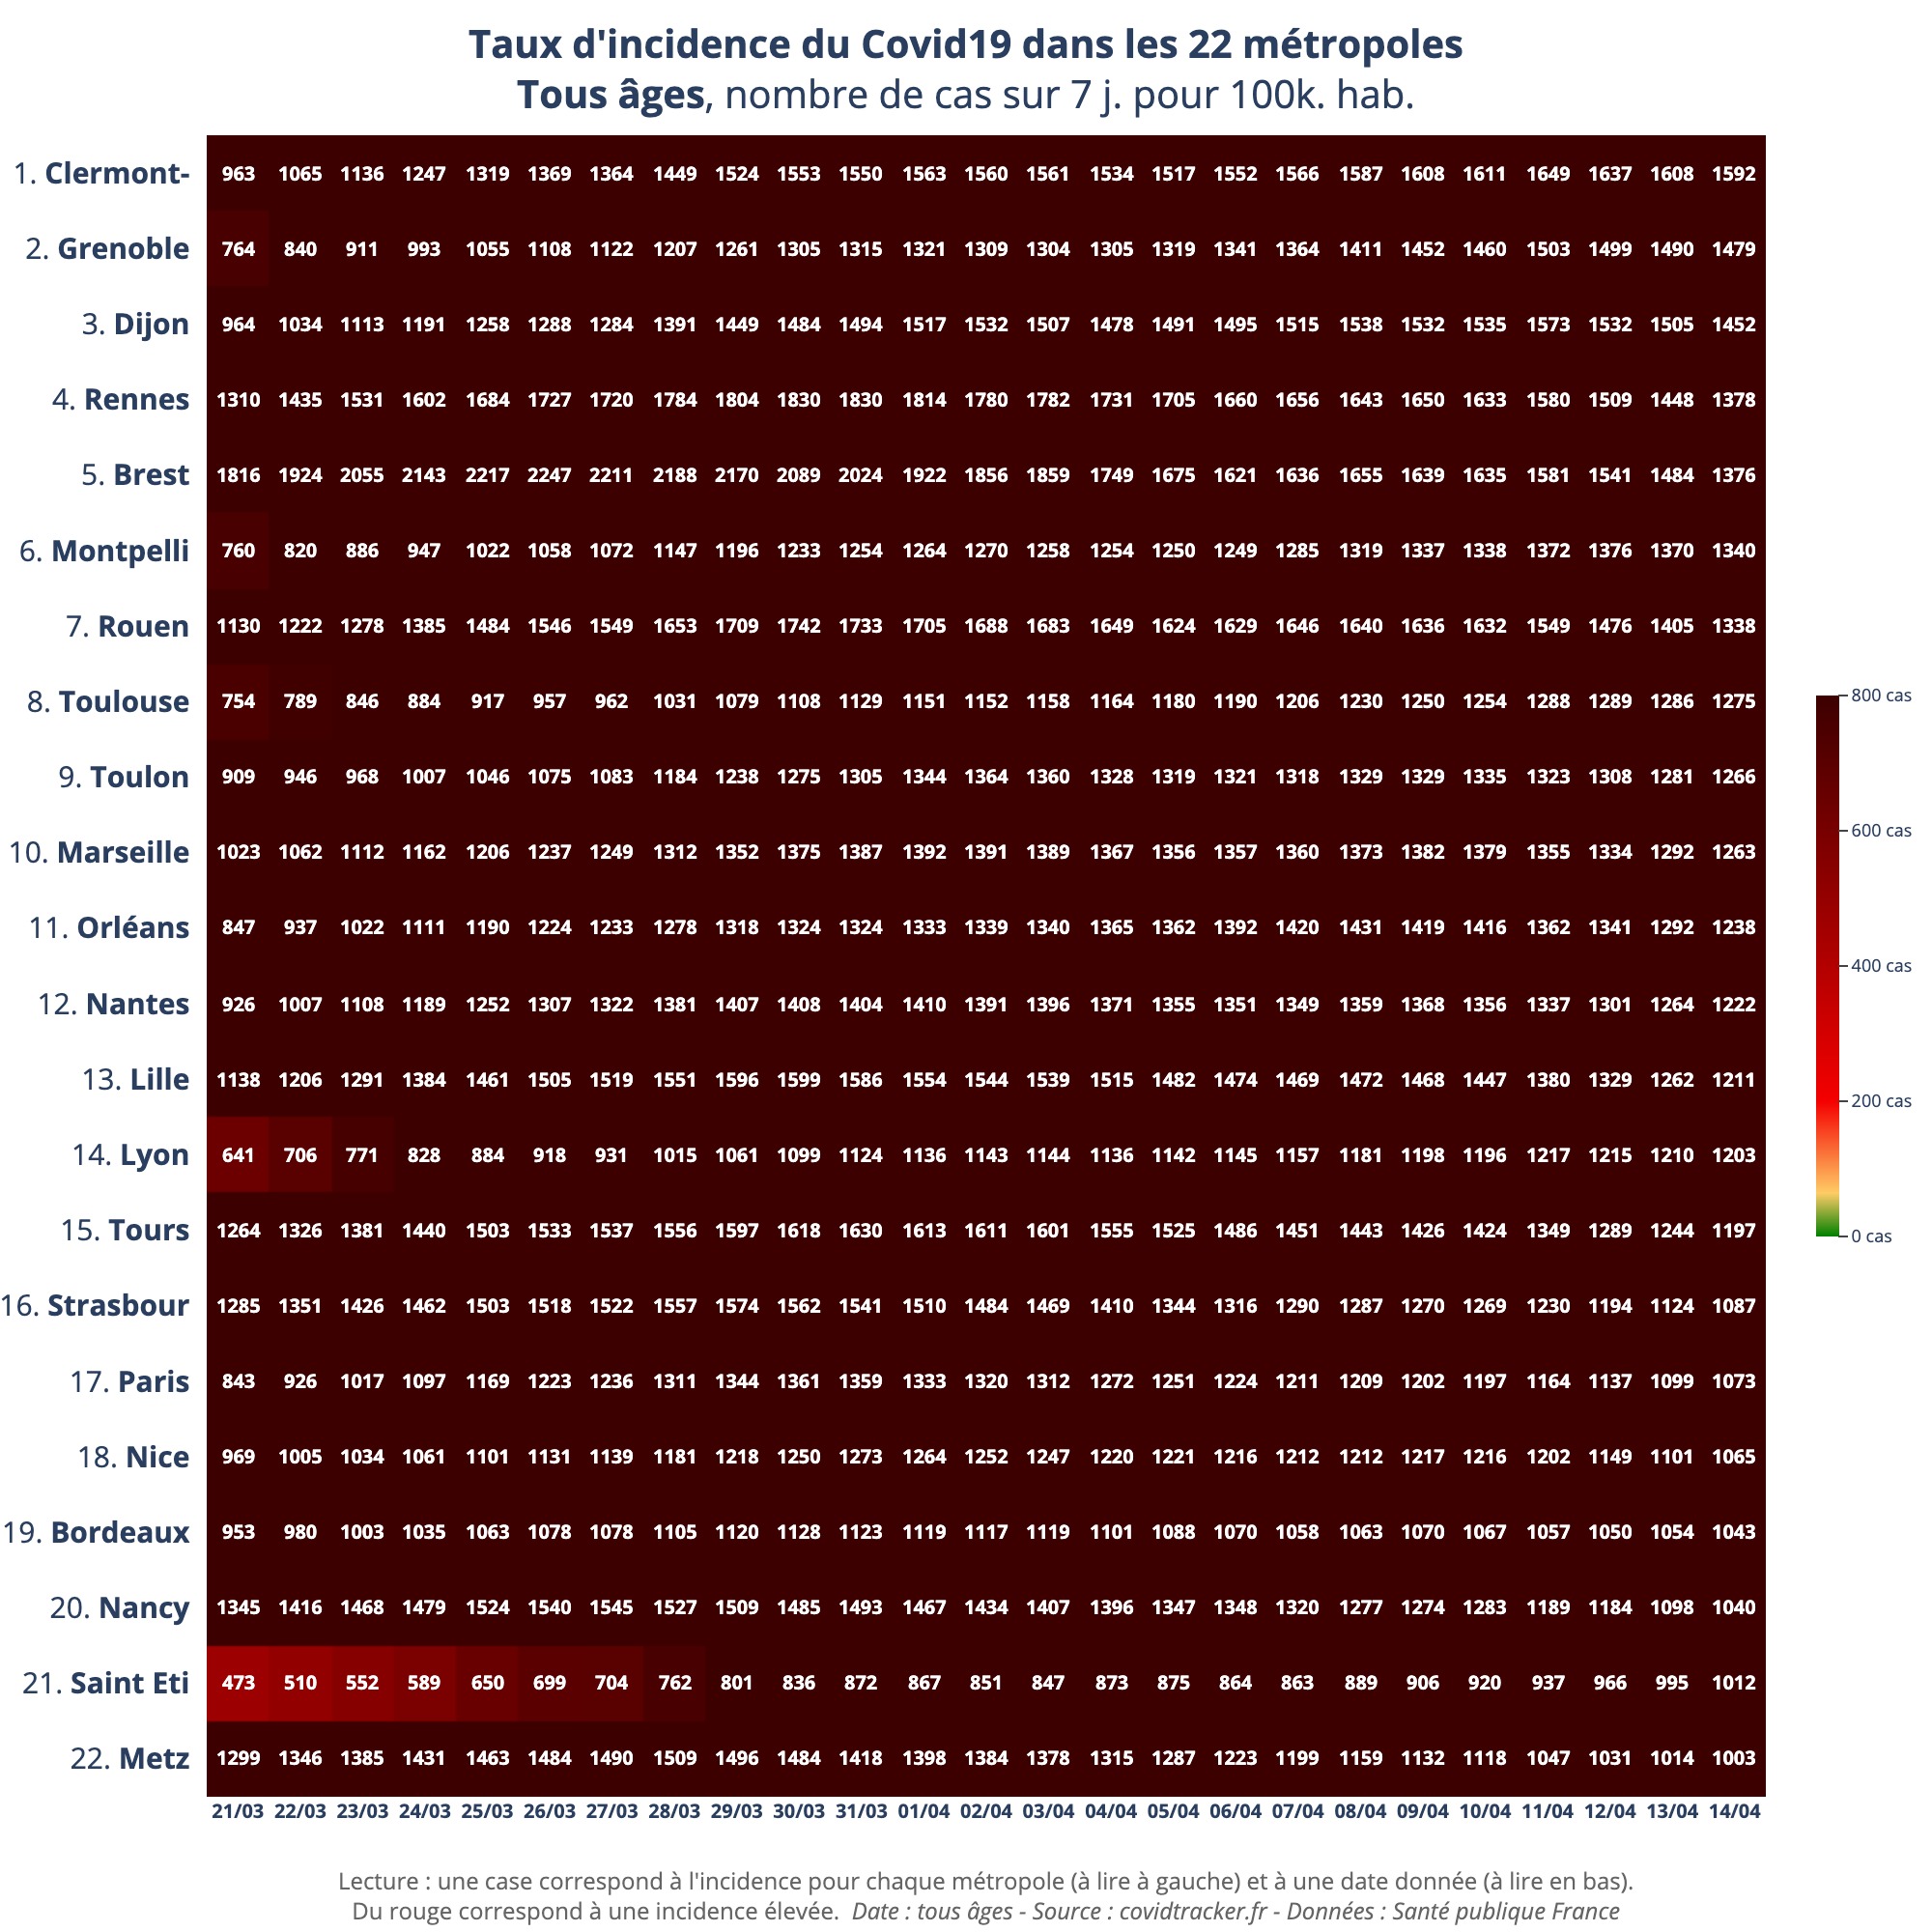 Taux d'incidence du Covid19 dans les 22 métropoles
Tous âges, nombre de cas sur 7 j. pour 100k. hab.
1. Clermont- 963 1065 1136 1247 1319 1369 1364 1449 1524 1553 1550 1563 1560 1561 1534 1517 1552 1566 1587 1608 1611 1649 1637 1608 1592
2. Grenoble 764 840 911 993 1055 1108 1122 1207 1261 1305 1315 1321 1309 1304 1305 1319 1341 1364 1411 1452 1460 1503 1499 1490 1479
3. Dijon 964 1034 1113 1191 1258 1288 1284 1391 1449 1484 1494 1517 1532 1507 1478 1491 1495 1515 1538 1532 1535 1573 1532 1505 1452
4. Rennes 1310 1435 1531 1602 1684 1727 1720 1784 1804 1830 1830 1814 1780 1782 1731 1705 1660 1656 1643 1650 1633 1580 1509 1448 1378
5. Brest 1816 1924 2055 2143 2217 2247 2211 2188 2170 2089 2024 1922 1856 1859 1749 1675 1621 1636 1655 1639 1635 1581 1541 1484 1376
6. Montpelli 760 820 886 947 1022 1058 1072 1147 1196 1233 1254 1264 1270 1258 1254 1250 1249 1285 1319 1337 1338 1372 1376 1370 1340
7. Rouen 1130 1222 1278 1385 1484 1546 1549 1653 1709 1742 1733 1705 1688 1683 1649 1624 1629 1646 1640 1636 1632 1549 1476 1405 1338
8. Toulouse 754 789 846 884 917 957 962 1031 1079 1108 1129 1151 1152 1158 1164 1180 1190 1206 1230 1250 1254 1288 1289 1286 1275
9. Toulon 909 946 968 1007 1046 1075 1083 1184 1238 1275 1305 1344 1364 1360 1328 1319 1321 1318 1329 1329 1335 1323 1308 1281 1266
10. Marseille 1023 1062 1112 1162 1206 1237 1249 1312 1352 1375 1387 1392 1391 1389 1367 1356 1357 1360 1373 1382 1379 1355 1334 1292 1263
11. Orléans 847 937 1022 1111 1190 1224 1233 1278 1318 1324 1324 1333 1339 1340 1365 1362 1392 1420 1431 1419 1416 1362 1341 1292 1238
12. Nantes 926 1007 1108 1189 1252 1307 1322 1381 1407 1408 1404 1410 1391 1396 1371 1355 1351 1349 1359 1368 1356 1337 1301 1264 1222
13. Lille 1138 1206 1291 1384 1461 1505 1519 1551 1596 1599 1586 1554 1544 1539 1515 1482 1474 1469 1472 1468 1447 1380 1329 1262 1211
14. Lyon 641 706 771 828 884 918 931 1015 1061 1099 1124 1136 1143 1144 1136 1142 1145 1157 1181 1198 1196 1217 1215 1210 1203
15. Tours 1264 1326 1381 1440 1503 1533 1537 1556 1597 1618 1630 1613 1611 1601 1555 1525 1486 1451 1443 1426 1424 1349 1289 1244 1197
16. Strasbour 1285 1351 1426 1462 1503 1518 1522 1557 1574 1562 1541 1510 1484 1469 1410 1344 1316 1290 1287 1270 1269 1230 1194 1124 1087
17. Paris 843 926 1017 1097 1169 1223 1236 1311 1344 1361 1359 1333 1320 1312 1272 1251 1224 1211 1209 1202 1197 1164 1137 1099 1073
18. Nice 969 1005 1034 1061 1101 1131 1139 1181 1218 1250 1273 1264 1252 1247 1220 1221 1216 1212 1212 1217 1216 1202 1149 1101 1065
19. Bordeaux 953 980 1003 1035 1063 1078 1078 1105 1120 1128 1123 1119 1117 1119 1101 1088 1070 1058 1063 1070 1067 1057 1050 1054 1043
20. Nancy 1345 1416 1468 1479 1524 1540 1545 1527 1509 1485 1493 1467 1434 1407 1396 1347 1348 1320 1277 1274 1283 1189 1184 1098 1040
21. Saint Eti 473 510 552 589 650 699 704 762 801 836 872 867 851 847 873 875 864 863 889 906 920 937 966 995 1012
22. Metz 1299 1346 1385 1431 1463 1484 1490 1509 1496 1484 1418 1398 1384 1378 1315 1287 1223 1199 1159 1132 1118 1047 1031 1014 1003
21/03 22/03 23/03 24/03 25/03 26/03 27/03 28/03 29/03 30/03 31/03 01/04 02/04 03/04 04/04 05/04 06/04 07/04 08/04 09/04 10/04 11/04 12/04 13/04 14/04
800 cas
600 cas
400 cas
200 cas
0 cas
Lecture : une case correspond à l'incidence pour chaque métropole (à lire à gauche) et à une date donnée (à lire en bas).
Du rouge correspond à une incidence élevée. Date : tous âges - Source : covidtracker.fr - Données : Santé publique France